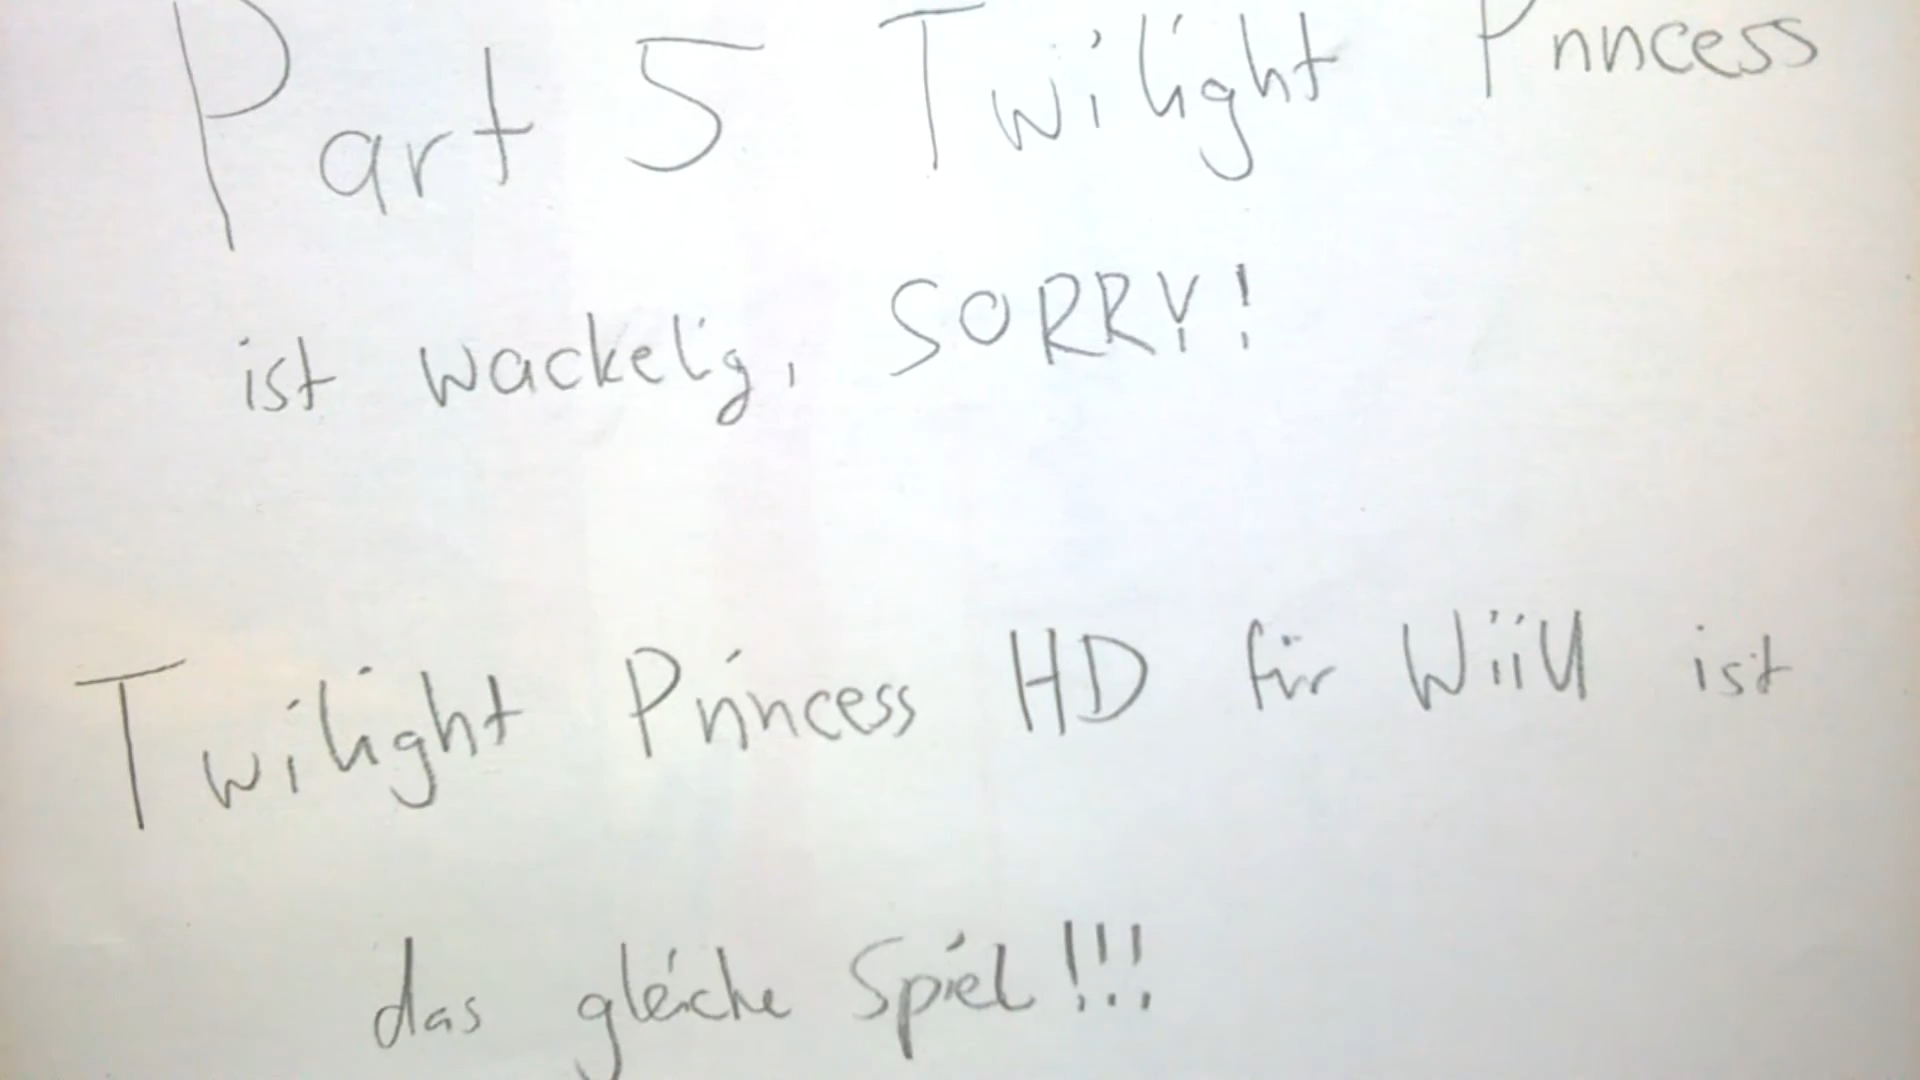 Part 5 Twilight Princess
ist wackelig, SORRY!
Twilight Princess HD für WiiU ist
das gleiche Spiel!!!